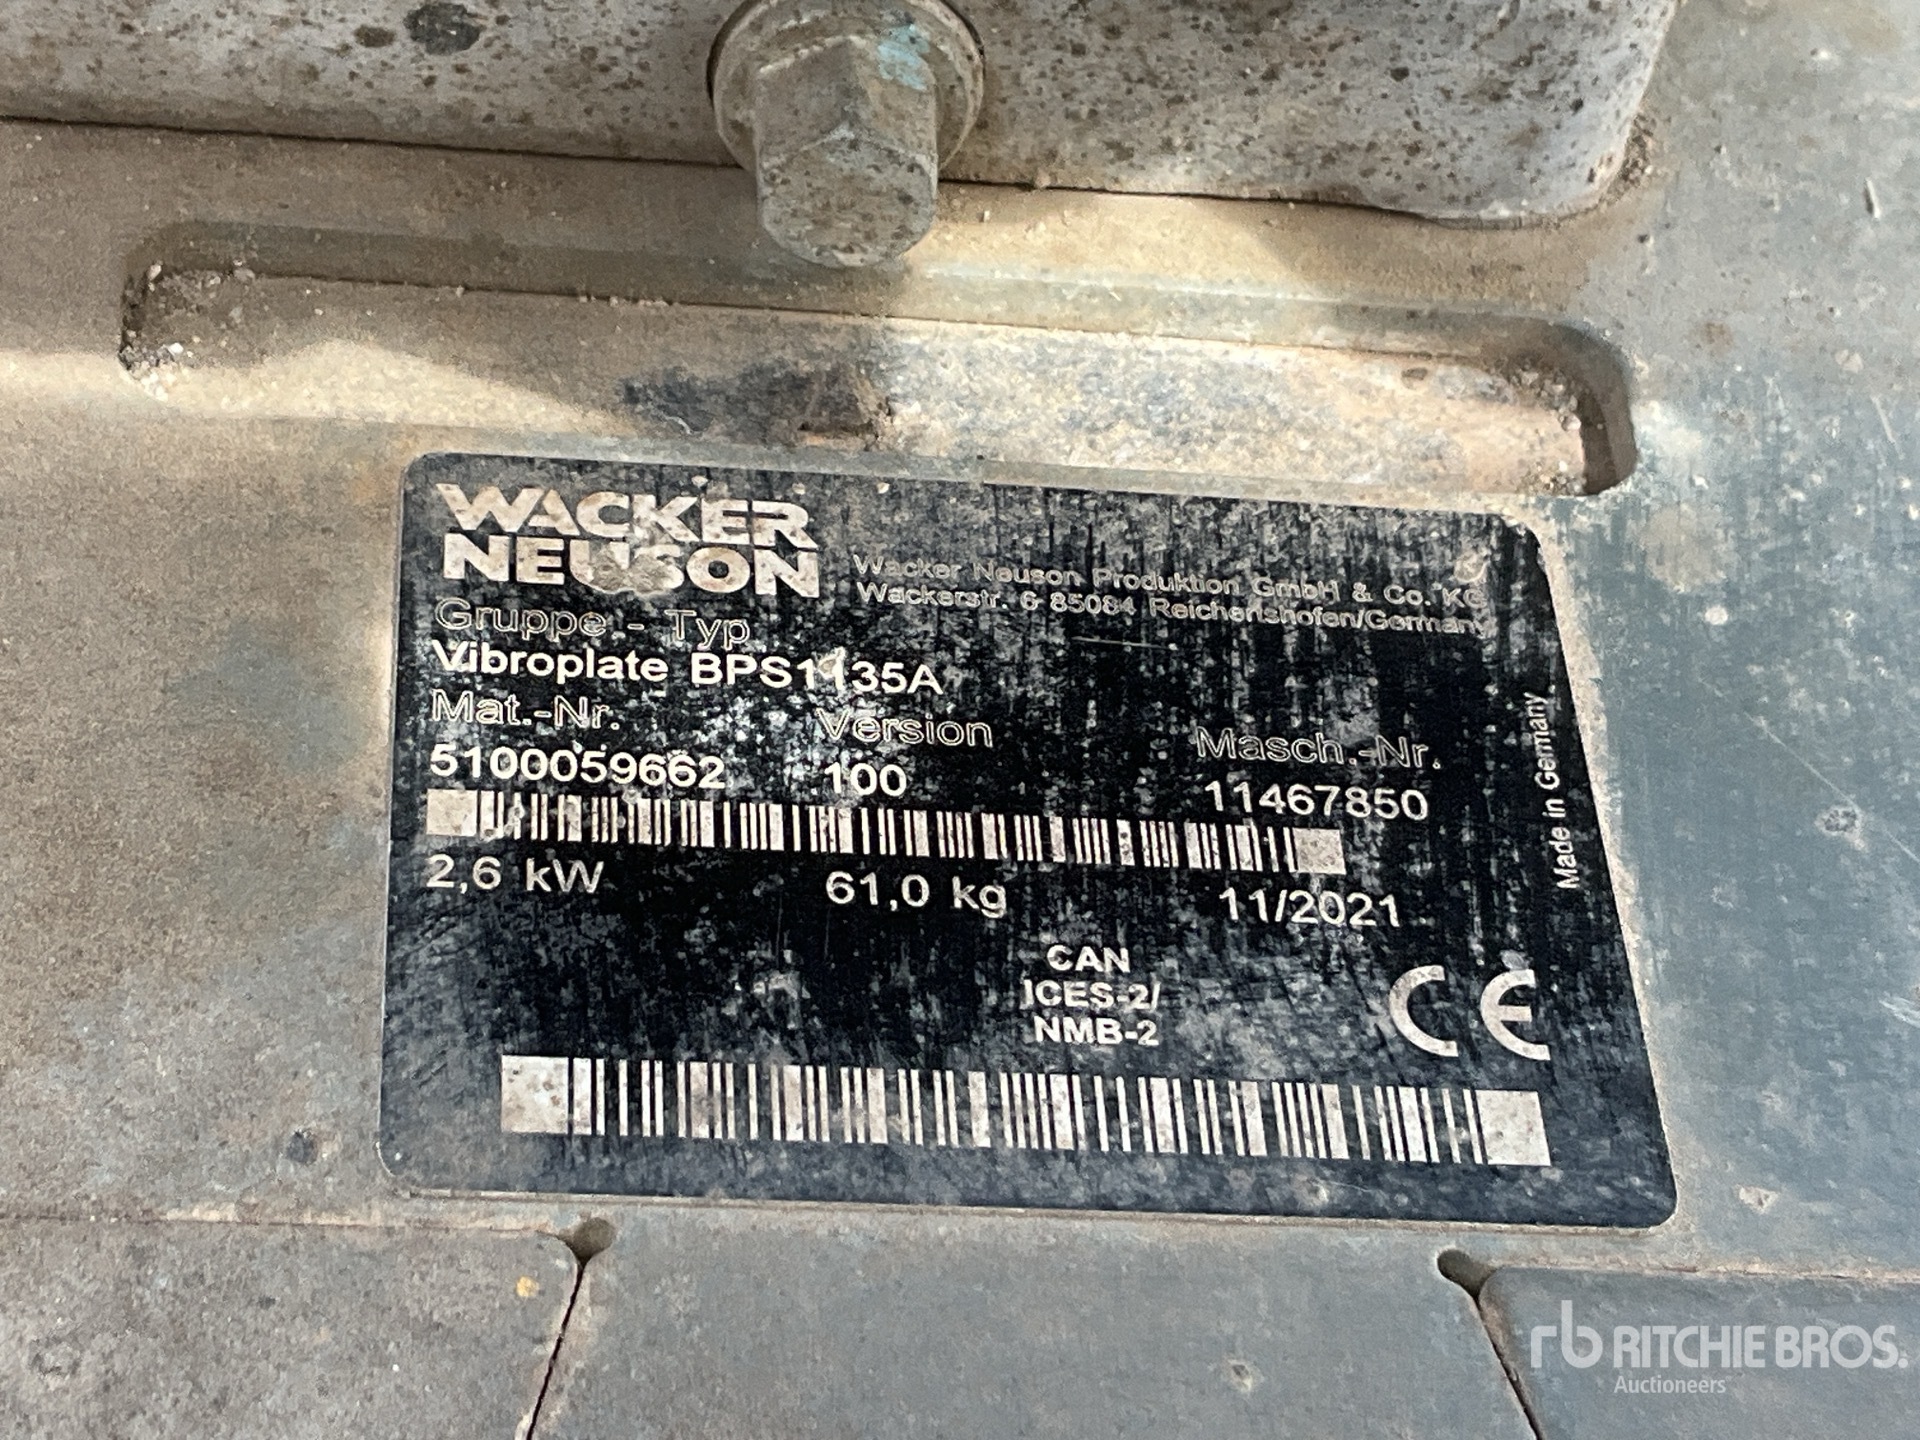 WACKER
NEUSON
Wacker Neuson Produktion GmbH & Co. KG
Wackerstr. 6 85084 Reichertshofen/Germany
Gruppe - Typ
Vibroplate BPS1135A
Mat.-Nr. Version Masch.-Nr.
5100059662 100 11467850
2,6 kW 61,0 kg 11/2021
Made in Germany
CAN
ICES-2/
NMB-2
CE
rb RITCHIE BROS.
Auctioneers